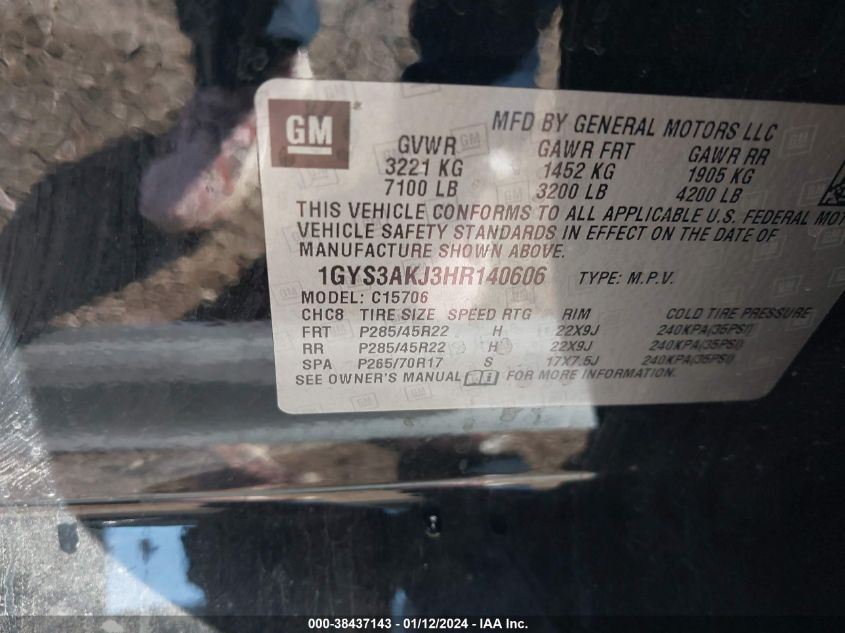 GM
MFD BY GENERAL MOTORS LLC
GVWR GAWR FRT GAWR RR
3221 KG 1452 KG 1905 KG
7100 LB 3200 LB 4200 LB
THIS VEHICLE CONFORMS TO ALL APPLICABLE U.S. FEDERAL MOT
VEHICLE SAFETY STANDARDS IN EFFECT ON THE DATE OF
MANUFACTURE SHOWN ABOVE.
1GYS3AKJ3HR140606 TYPE: M.P.V.
MODEL: C15706
CHC8 TIRE SIZE SPEED RTG RIM COLD TIRE PRESSURE
FRT P285/45R22 H 22X9J 240KPA(35PSI)
RR P285/45R22 H 22X9J 240KPA(35PSI)
SPA P265/70R17 S 17X7.5J 240KPA(35PSI)
SEE OWNER'S MANUAL FOR MORE INFORMATION.
000-38437143 — 01/12/2024 — IAA Inc.